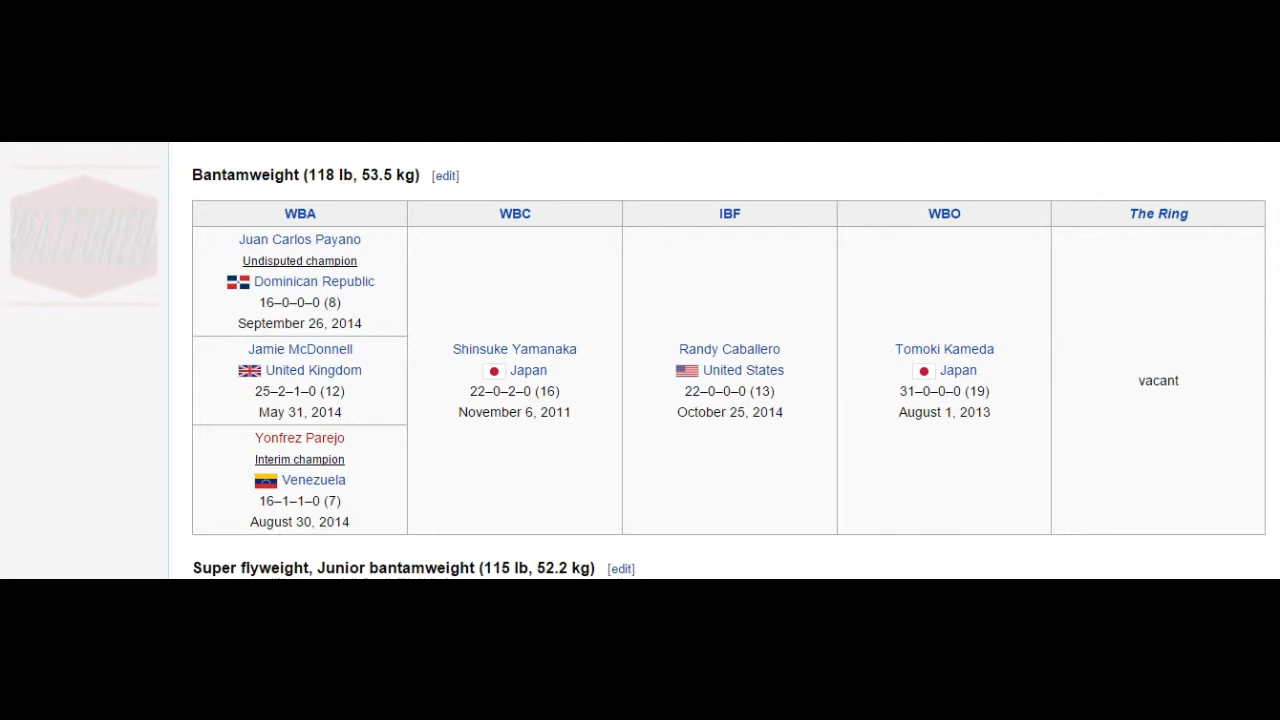 Bantamweight (118 lb, 53.5 kg) [edit]
WBA WBC IBF WBO The Ring
Juan Carlos Payano
Undisputed champion
Dominican Republic
16–0–0–0 (8)
September 26, 2014
Jamie McDonnell
United Kingdom
25–2–1–0 (12)
May 31, 2014
Yonfrez Parejo
Interim champion
Venezuela
16–1–1–0 (7)
August 30, 2014
Shinsuke Yamanaka
Japan
22–0–2–0 (16)
November 6, 2011
Randy Caballero
United States
22–0–0–0 (13)
October 25, 2014
Tomoki Kameda
Japan
31–0–0–0 (19)
August 1, 2013
vacant
Super flyweight, Junior bantamweight (115 lb, 52.2 kg) [edit]